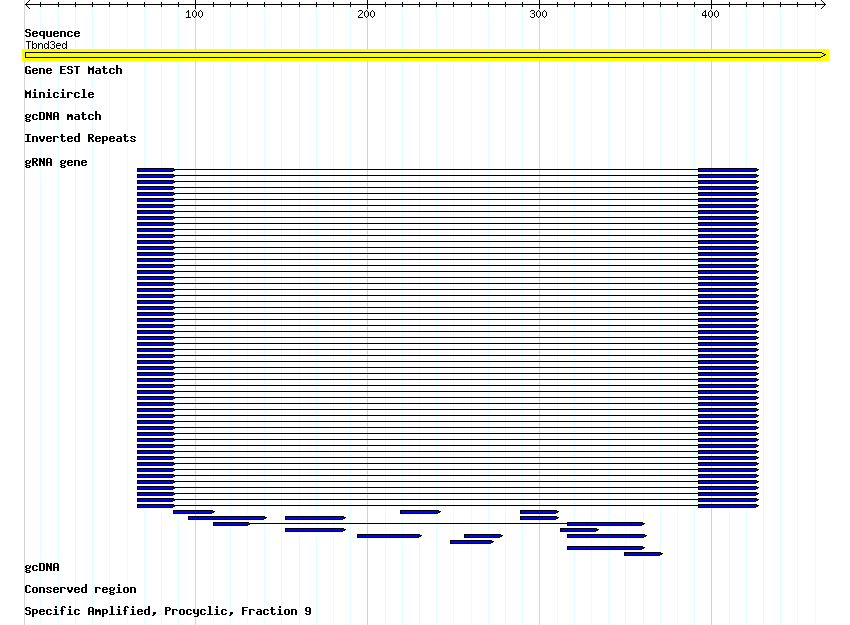 100 200 300 400
Sequence
Tbnd3ed
Gene EST Match
Minicircle
gcDNA match
Inverted Repeats
gRNA gene
gcDNA
Conserved region
Specific Amplified, Procyclic, Fraction 9